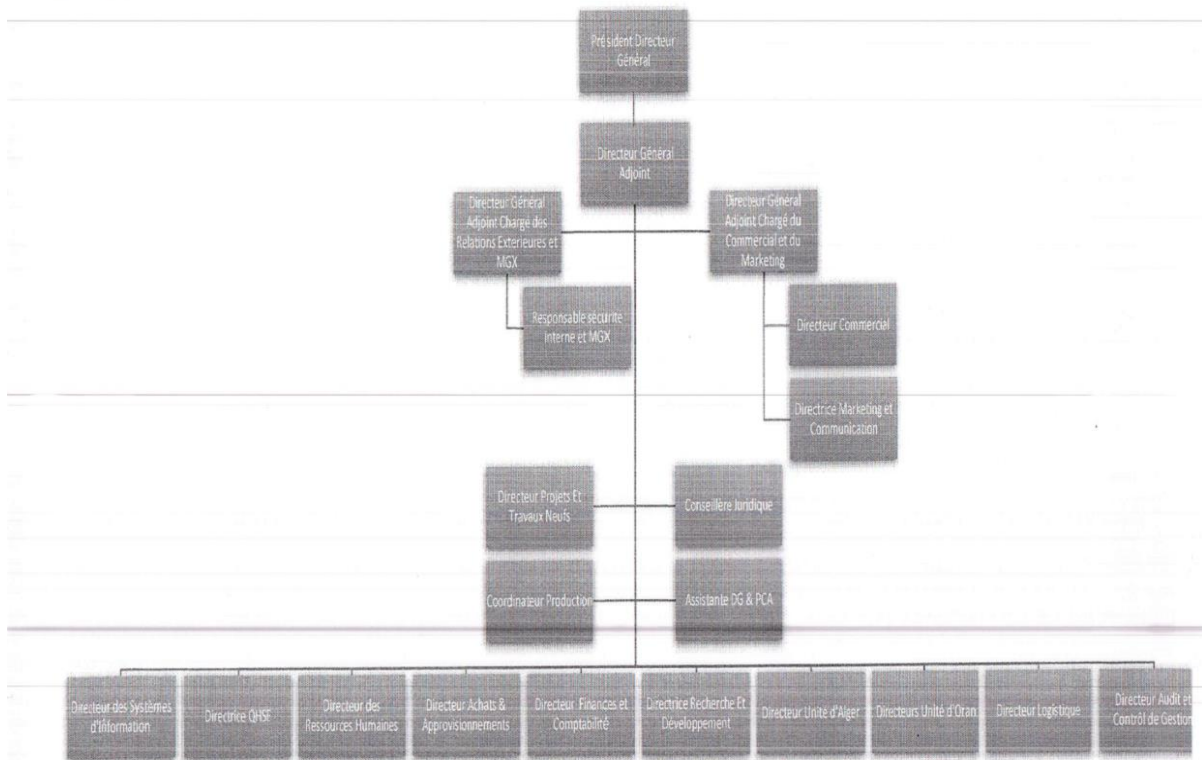 Président Directeur
Général
Directeur Général
Adjoint
Directeur Général
Adjoint Chargé des
Relations Exterieures et
MGX
Directeur Général
Adjoint Chargé du
Commercial et du
Marketing
Responsable sécurite
Interne et MGX
Directeur Commercial
Directrice Marketing et
Communication
Directeur Projets Et
Travaux Neufs
Conseillère Juridique
Coordinateur Production
Assistante DG & PCA
Directeur des Systèmes
d'Information
Directrice QHSE
Directeur des
Ressources Humaines
Directeur Achats &
Approvisionnements
Directeur Finances et
Comptabilité
Directrice Recherche Et
Développement
Directeur Unité d'Alger
Directeurs Unité d'Oran
Directeur Logistique
Directeur Audit et
Contrôl de Gestion